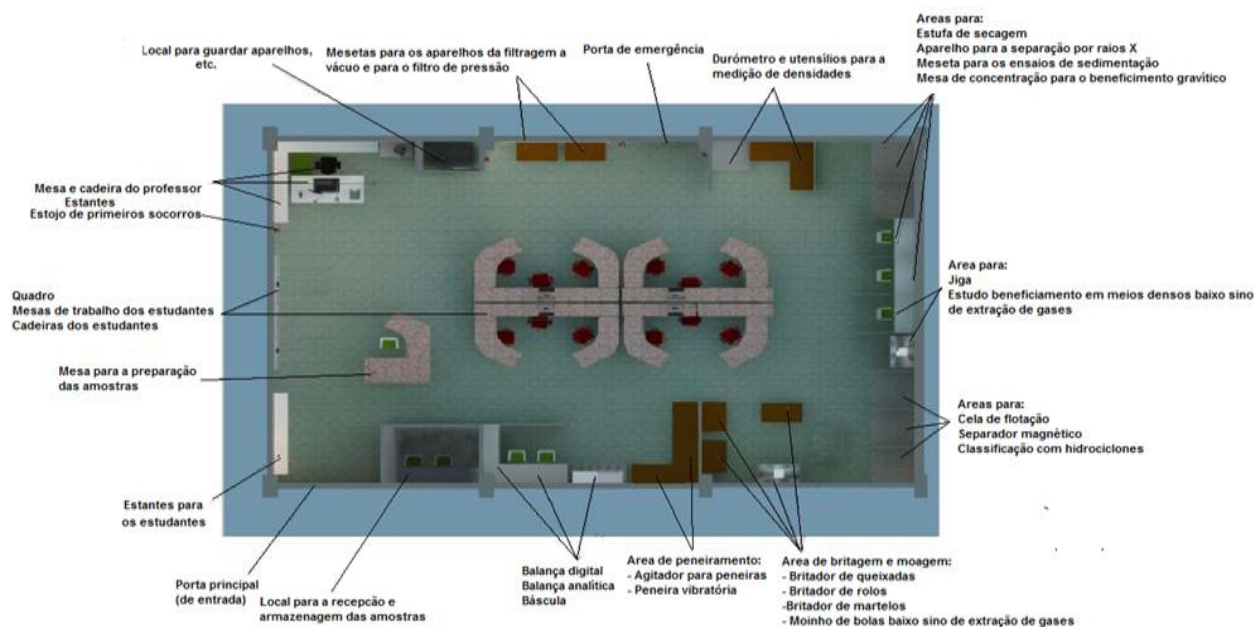 Local para guardar aparelhos,
etc.
Mesetas para os aparelhos da filtragem a
vácuo e para o filtro de pressão
Porta de emergência
Durómetro e utensílios para a
medição de densidades
Areas para:
Estufa de secagem
Aparelho para a separação por raios X
Meseta para os ensaios de sedimentação
Mesa de concentração para o beneficimento gravítico
Mesa e cadeira do professor
Estantes
Estojo de primeiros socorros
Quadro
Mesas de trabalho dos estudantes
Cadeiras dos estudantes
Area para:
Jiga
Estudo beneficiamento em meios densos baixo sino
de extração de gases
Mesa para a preparação
das amostras
Areas para:
Cela de flotação
Separador magnético
Classificação com hidrociclones
Estantes para
os estudantes
Porta principal
(de entrada)
Local para a recepcão e
armazenagem das amostras
Balança digital
Balança analítica
Báscula
Area de peneiramento:
- Agitador para peneiras
- Peneira vibratória
Area de britagem e moagem:
- Britador de queixadas
- Britador de rolos
-Britador de martelos
- Moinho de bolas baixo sino de extração de gases